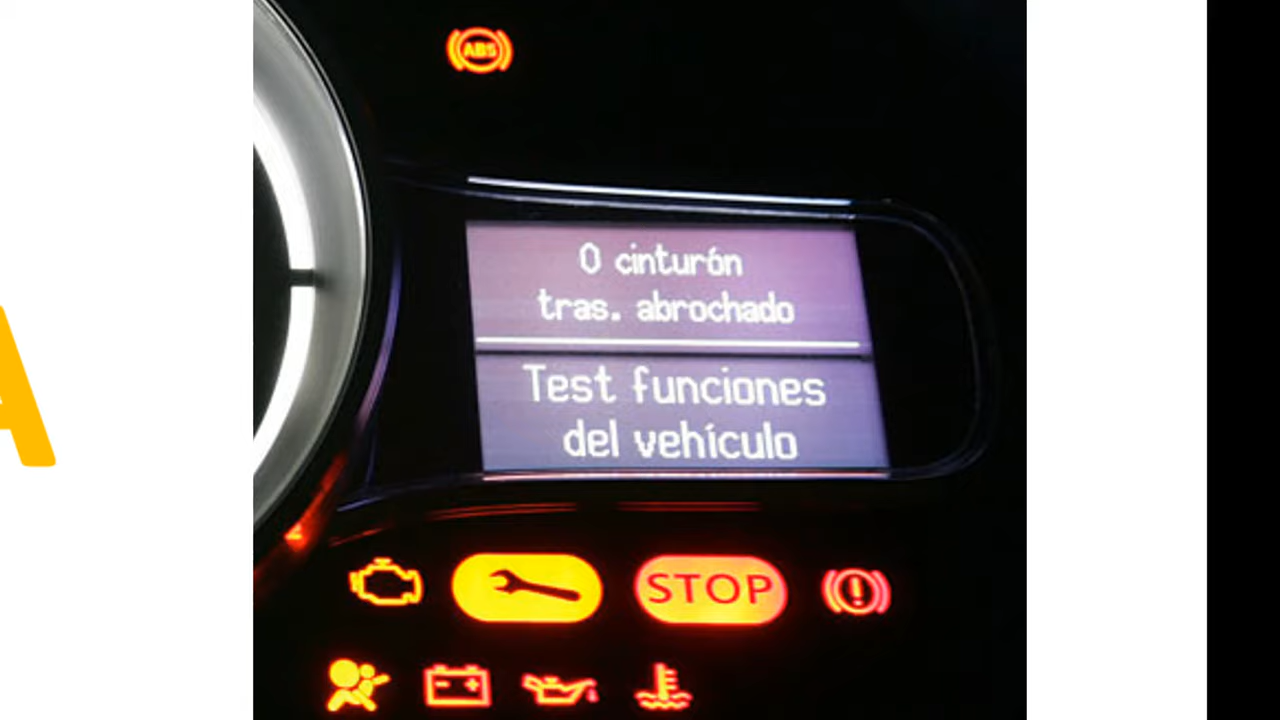 A
ABS
0 cinturón
tras. abrochado
Test funciones
del vehículo
STOP